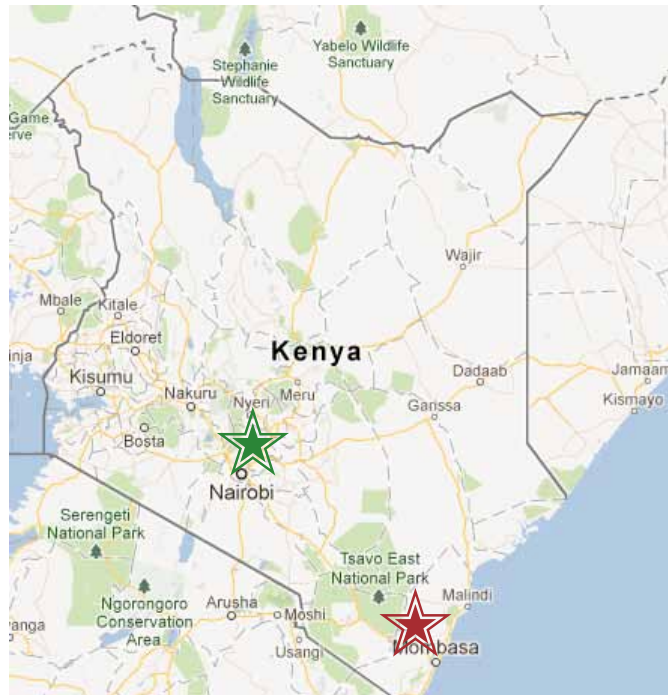 Stephanie
Wildlife
Sanctuary
Yabelo Wildlife
Sanctuary
Game
erve
Wajir
Mbale
Kitale
Eldoret
inja
Kenya
Kisumu
Nakuru
Nyeri
Meru
Dadaab
Jamaam
Garissa
Kismayo
Bosta
Nairobi
Serengeti
National Park
Tsavo East
National Park
Ngorongoro
Conservation
Area
Arusha
Moshi
Malindi
anga
Usangi
Mombasa